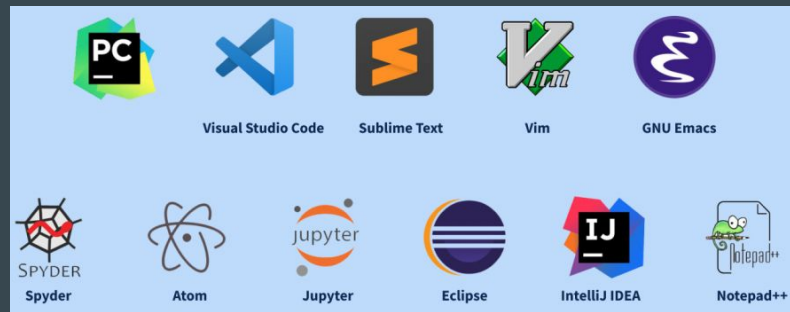 PC
Vim
Visual Studio Code
Sublime Text
Vim
GNU Emacs
SPYDER
jupyter
IJ
Notepad++
Spyder
Atom
Jupyter
Eclipse
IntelliJ IDEA
Notepad++